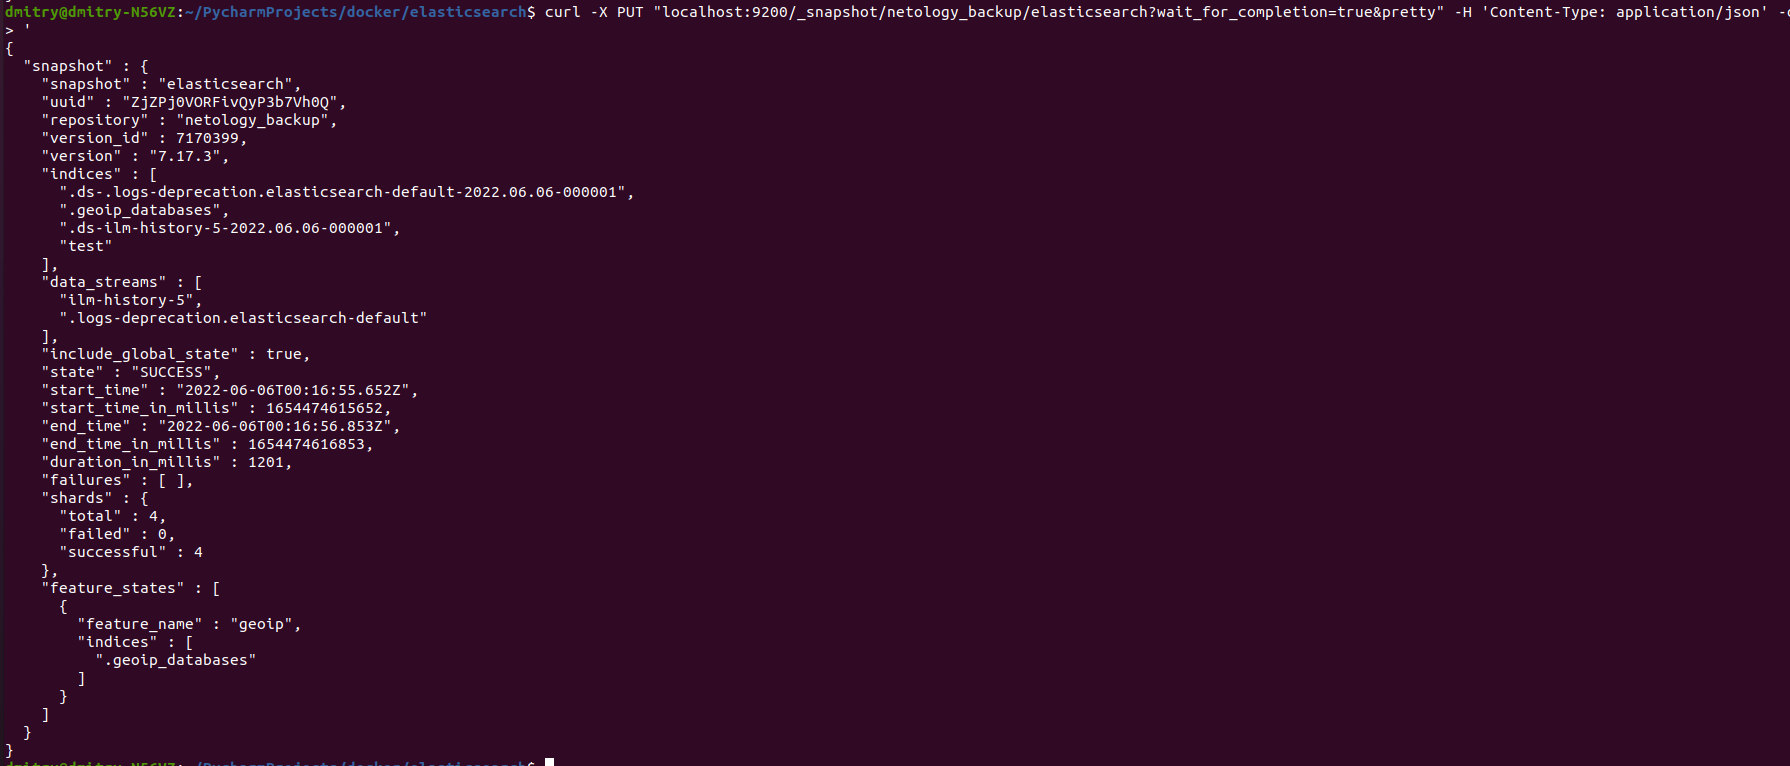 dmitry@dmitry-N56VZ:~/PycharmProjects/docker/elasticsearch$ curl -X PUT "localhost:9200/_snapshot/netology_backup/elasticsearch?wait_for_completion=true&pretty" -H 'Content-Type: application/json' -
> '
{
  "snapshot" : {
    "snapshot" : "elasticsearch",
    "uuid" : "ZjZPj0VORFivQyP3b7Vh0Q",
    "repository" : "netology_backup",
    "version_id" : 7170399,
    "version" : "7.17.3",
    "indices" : [
      ".ds-.logs-deprecation.elasticsearch-default-2022.06.06-000001",
      ".geoip_databases",
      ".ds-ilm-history-5-2022.06.06-000001",
      "test"
    ],
    "data_streams" : [
      "ilm-history-5",
      ".logs-deprecation.elasticsearch-default"
    ],
    "include_global_state" : true,
    "state" : "SUCCESS",
    "start_time" : "2022-06-06T00:16:55.652Z",
    "start_time_in_millis" : 1654474615652,
    "end_time" : "2022-06-06T00:16:56.853Z",
    "end_time_in_millis" : 1654474616853,
    "duration_in_millis" : 1201,
    "failures" : [ ],
    "shards" : {
      "total" : 4,
      "failed" : 0,
      "successful" : 4
    },
    "feature_states" : [
      {
        "feature_name" : "geoip",
        "indices" : [
          ".geoip_databases"
        ]
      }
    ]
  }
}
dmitry@dmitry-N56VZ:~/PycharmProjects/docker/elasticsearch$